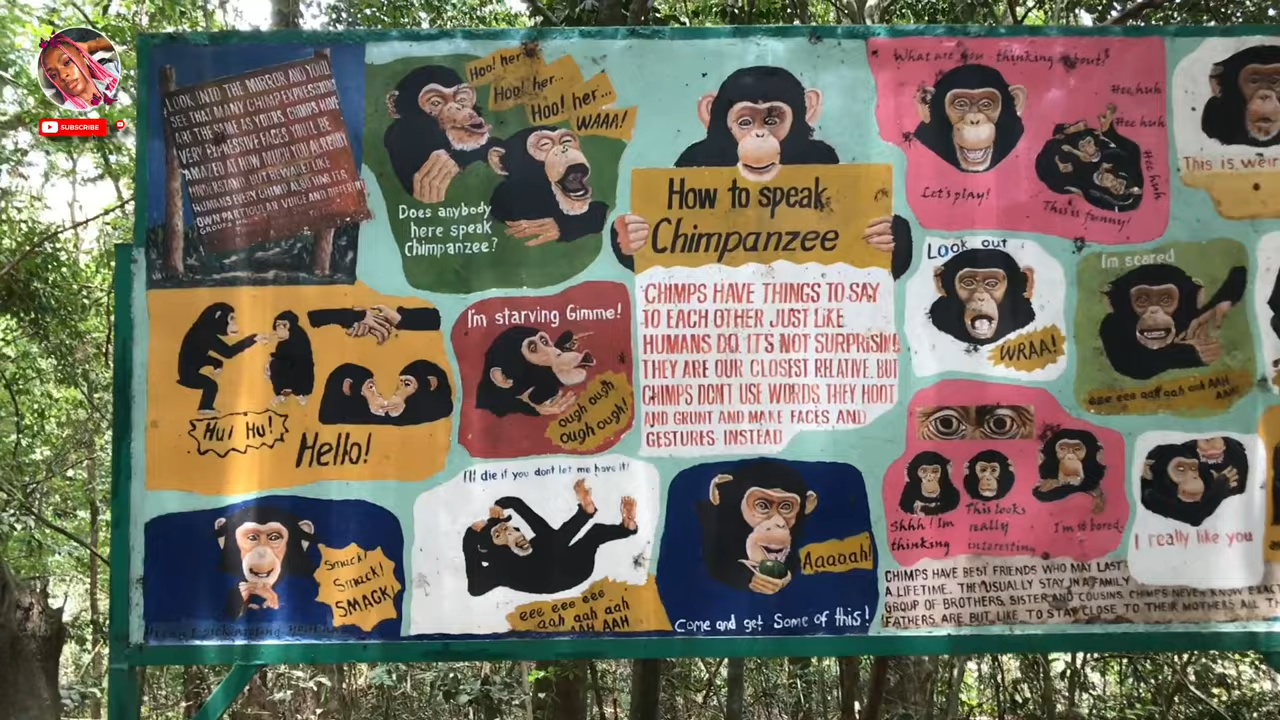 SUBSCRIBE
LOOK INTO THE MIRROR AND YOU'LL
SEE THAT MANY CHIMP EXPRESSIONS
ARE THE SAME AS YOURS. CHIMPS HAVE
VERY EXPRESSIVE FACES YOU'LL BE
AMAZED AT HOW MUCH YOU ALREADY
UNDERSTAND. BUT BEWARE LIKE
HUMANS EVERY CHIMP ALSO HAS ITS
OWN PARTICULAR VOICE AND DIFFERENT
GROUPS
Hoo! her...
Hoo! her...
Hoo! her...
WAAA!
Does anybody
here speak
Chimpanzee?
How to speak
Chimpanzee
CHIMPS HAVE THINGS TO SAY
TO EACH OTHER JUST LIKE
HUMANS DO. IT'S NOT SURPRISING
THEY ARE OUR CLOSEST RELATIVE. BUT
CHIMPS DON'T USE WORDS, THEY HOOT
AND GRUNT AND MAKE FACES AND
GESTURES INSTEAD
What are you thinking about?
Hee huh
Hee huh
Hee huh
Let's play!
This is funny!
This is weir
Hu! Hu!
Hello!
I'm starving Gimme!
ough ough
ough ough!
Look out
WRAA!
I'm scared
eee eee aah aah AAH
AAH
Smack!
Smack!
SMACK!
I'll die if you dont let me have it!
eee eee eee
aah aah aah
AAH AAH
Aaaaah!
Come and get Some of this!
Shhh! Im
thinking
This looks
really
interesting
I'm so bored
I really like you
CHIMPS HAVE BEST FRIENDS WHO MAY LAST
A LIFETIME. THEY USUALLY STAY IN A FAMILY
GROUP OF BROTHERS, SISTER AND COUSINS. CHIMPS NEVER KNOW EXACT
FATHERS ARE BUT LIKE TO STAY CLOSE TO THEIR MOTHERS ALL T